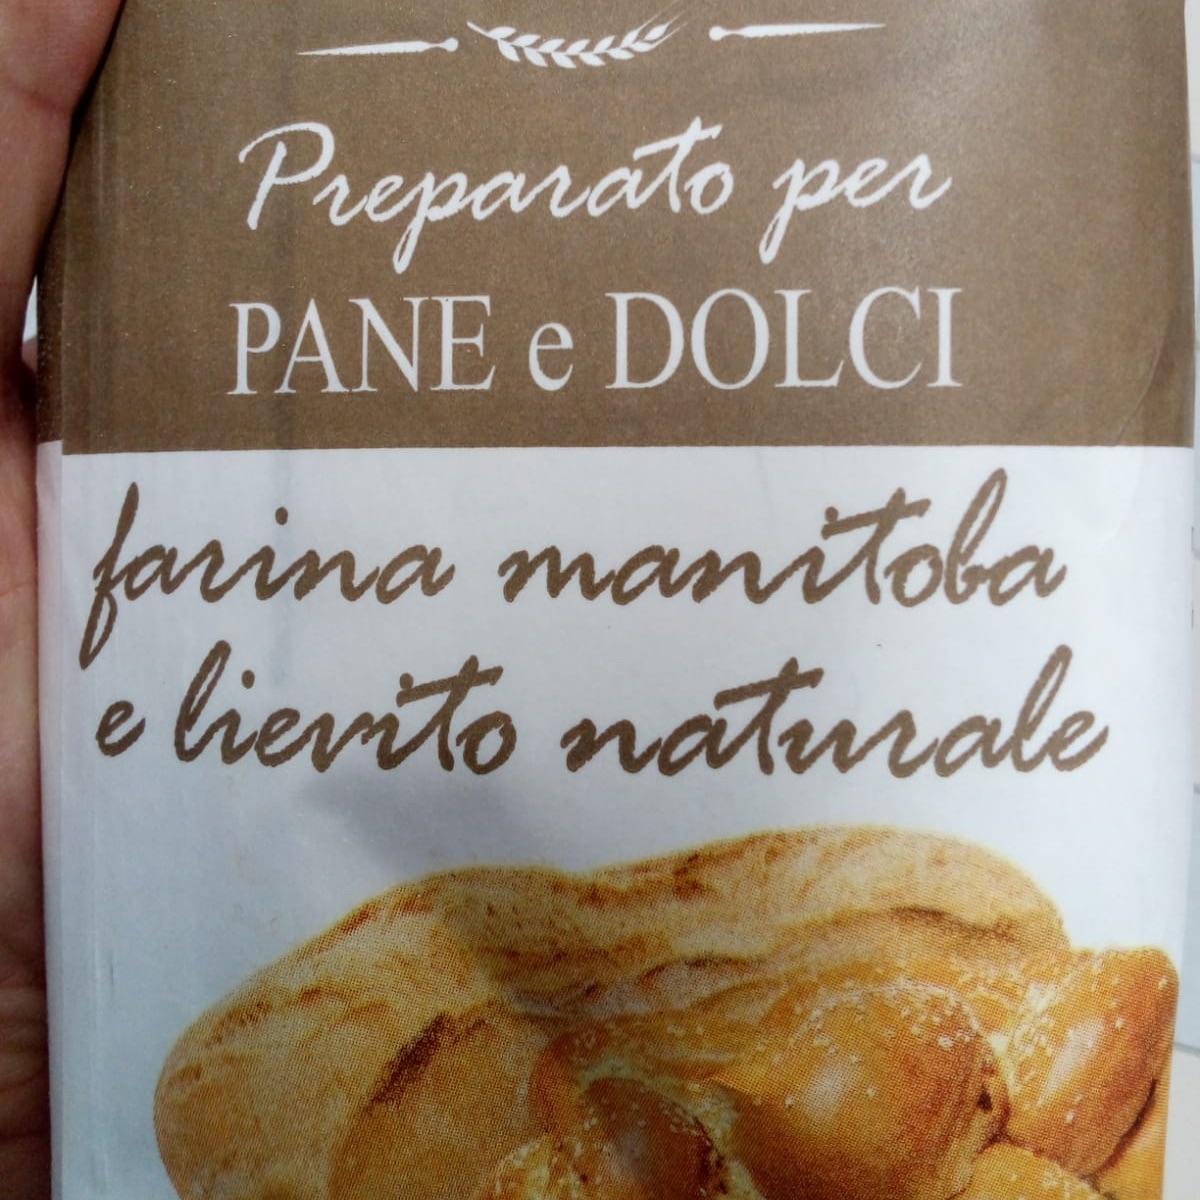 Preparato per
PANE e DOLCI
farina manitoba
e lievito naturale